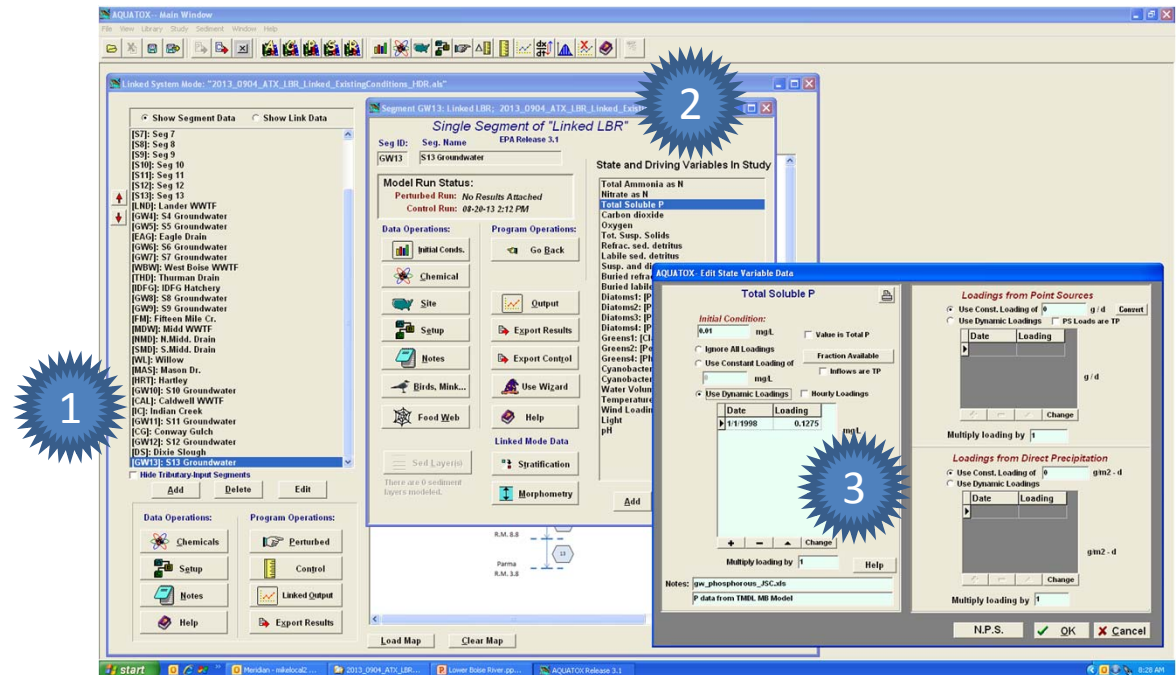 AQUATOX-- Main Window
File View Library Study Sediment Window Help
Linked System Mode: "2013_0904_ATX_LBR_Linked_ExistingConditions_HDR.als"
Show Segment Data Show Link Data
[S7]: Seg 7
[S8]: Seg 8
[S9]: Seg 9
[S10]: Seg 10
[S11]: Seg 11
[S12]: Seg 12
[S13]: Seg 13
[LND]: Lander WWTF
[GW4]: S4 Groundwater
[GW5]: S5 Groundwater
[EAG]: Eagle Drain
[GW6]: S6 Groundwater
[GW7]: S7 Groundwater
[WBW]: West Boise WWTF
[THD]: Thurman Drain
[IDFG]: IDFG Hatchery
[GW8]: S8 Groundwater
[GW9]: S9 Groundwater
[FM]: Fifteen Mile Cr.
[MDW]: Midd WWTF
[NMD]: N.Midd. Drain
[SMD]: S.Midd. Drain
[WL]: Willow
[MAS]: Mason Dr.
[HRT]: Hartley
[GW10]: S10 Groundwater
[CAL]: Caldwell WWTF
[IC]: Indian Creek
[GW11]: S11 Groundwater
[CG]: Conway Gulch
[GW12]: S12 Groundwater
[DS]: Dixie Slough
[GW13]: S13 Groundwater
Hide Tributary-Input Segments
Add Delete Edit
Data Operations: Program Operations:
Chemicals Perturbed
Setup Control
Notes Linked Output
Help Export Results
1
Segment GW13: Linked LBR; 2013_0904_ATX_LBR_Linked_Exist
2
Single Segment of "Linked LBR"
Seg ID: Seg. Name EPA Release 3.1
GW13 S13 Groundwater
Model Run Status:
Perturbed Run: No Results Attached
Control Run: 08-20-13 2:12 PM
Data Operations: Program Operations:
Initial Conds. Go Back
Chemical
Site Output
Setup Export Results
Notes Export Control
Birds, Mink... Use Wizard
Food Web Help
Linked Mode Data
Sed Layer(s) Stratification
There are 0 sediment layers modeled.
Morphometry
State and Driving Variables In Study
Total Ammonia as N
Nitrate as N
Total Soluble P
Carbon dioxide
Oxygen
Tot. Susp. Solids
Refrac. sed. detritus
Labile sed. detritus
Susp. and di
Buried refra
Buried labile
Diatoms1: [P
Diatoms2: [P
Diatoms3: [P
Diatoms4: [P
Greens1: [Cl
Greens2: [Pe
Greens4: [Ph
Cyanobacter
Cyanobacter
Water Volum
Temperature
Wind Loadin
Light
pH
Add
R.M. 8.8
13
Parma
R.M. 3.8
Load Map Clear Map
AQUATOX- Edit State Variable Data
Total Soluble P
Initial Condition:
0.01 mg/L Value is Total P
Ignore All Loadings
Fraction Available
Use Constant Loading of
Inflows are TP
0 mg/L
Use Dynamic Loadings Hourly Loadings
Date Loading
1/1/1998 0.1275
mg/L
3
+ - Change
Multiply loading by 1
Help
Notes: gw_phosphorous_JSC.xls
P data from TMDL MB Model
Loadings from Point Sources
Use Const. Loading of 0 g / d Convert
Use Dynamic Loadings PS Loads are TP
Date Loading
g / d
Change
Multiply loading by 1
Loadings from Direct Precipitation
Use Const. Loading of 0 g/m2 - d
Use Dynamic Loadings
Date Loading
g/m2 - d
Change
Multiply loading by 1
N.P.S. OK Cancel
start Meridian - mikelocal2 ... 2013_0904_ATX_LBR... Lower Boise River.pp... AQUATOX Release 3.1 8:28 AM